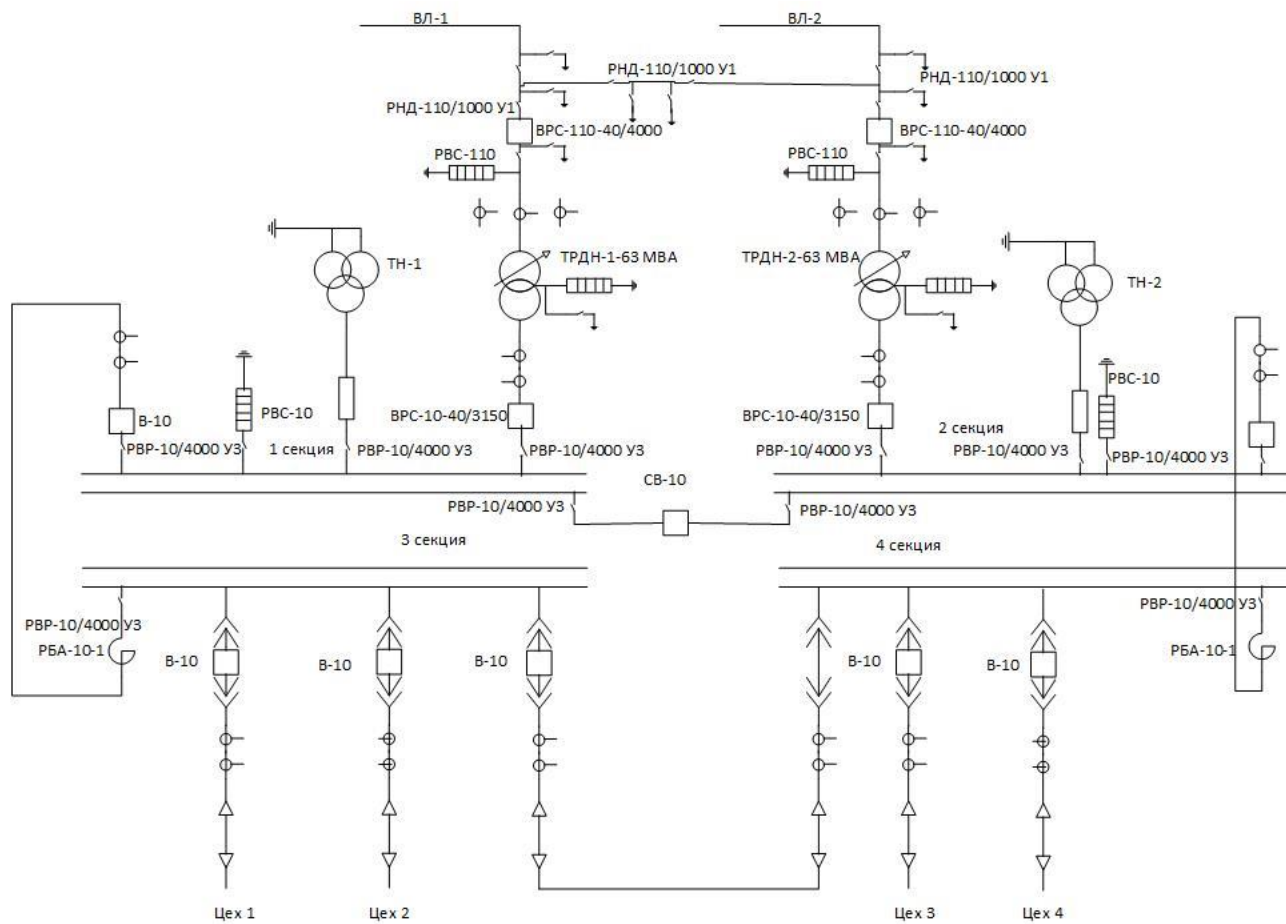 ВЛ-1
ВЛ-2
РНД-110/1000 У1
РНД-110/1000 У1
РНД-110/1000 У1
ВРС-110-40/4000
ВРС-110-40/4000
РВС-110
РВС-110
ТН-1
ТРДН-1-63 МВА
ТРДН-2-63 МВА
ТН-2
В-10
РВС-10
ВРС-10-40/3150
ВРС-10-40/3150
РВС-10
РВР-10/4000 У3
1 секция
РВР-10/4000 У3
РВР-10/4000 У3
РВР-10/4000 У3
2 секция
РВР-10/4000 У3
РВР-10/4000 У3
СВ-10
РВР-10/4000 У3
РВР-10/4000 У3
3 секция
4 секция
РВР-10/4000 У3
РВР-10/4000 У3
РБА-10-1
РБА-10-1
В-10
В-10
В-10
В-10
В-10
Цех 1
Цех 2
Цех 3
Цех 4